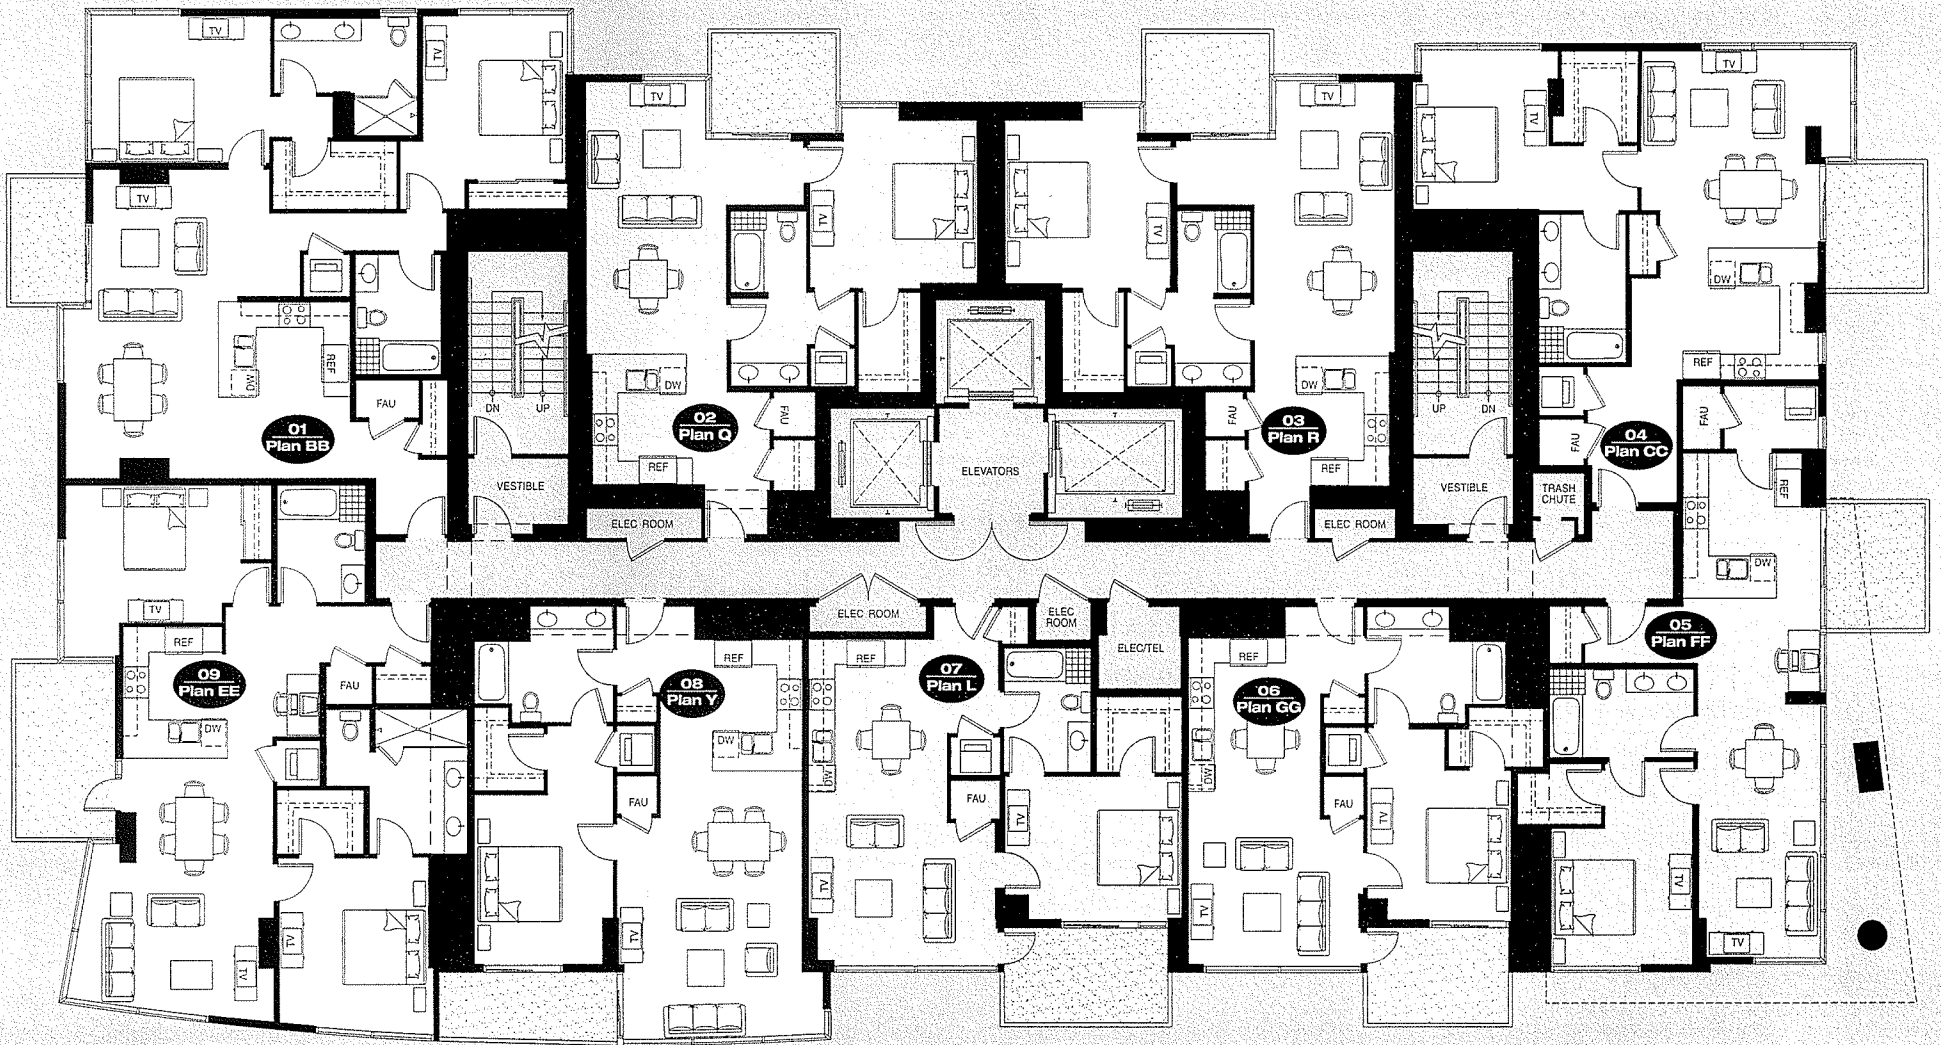 TV
TV
TV
TV
TV
TV
TV
TV
TV
TV
DW
REF
DW
REF
FAU
01
Plan BB
DN
UP
VESTIBLE
DW
REF
02
Plan Q
FAU
ELEVATORS
DW
REF
03
Plan R
FAU
UP
DN
VESTIBLE
04
Plan CC
FAU
FAU
TRASH
CHUTE
REF
DW
ELEC ROOM
ELEC ROOM
ELEC ROOM
ELEC
ROOM
ELEC/TEL
TV
REF
09
Plan EE
FAU
DW
TV
TV
REF
08
Plan Y
DW
FAU
TV
REF
07
Plan L
DW
FAU
TV
TV
REF
06
Plan GG
DW
FAU
TV
TV
05
Plan FF
TV
TV